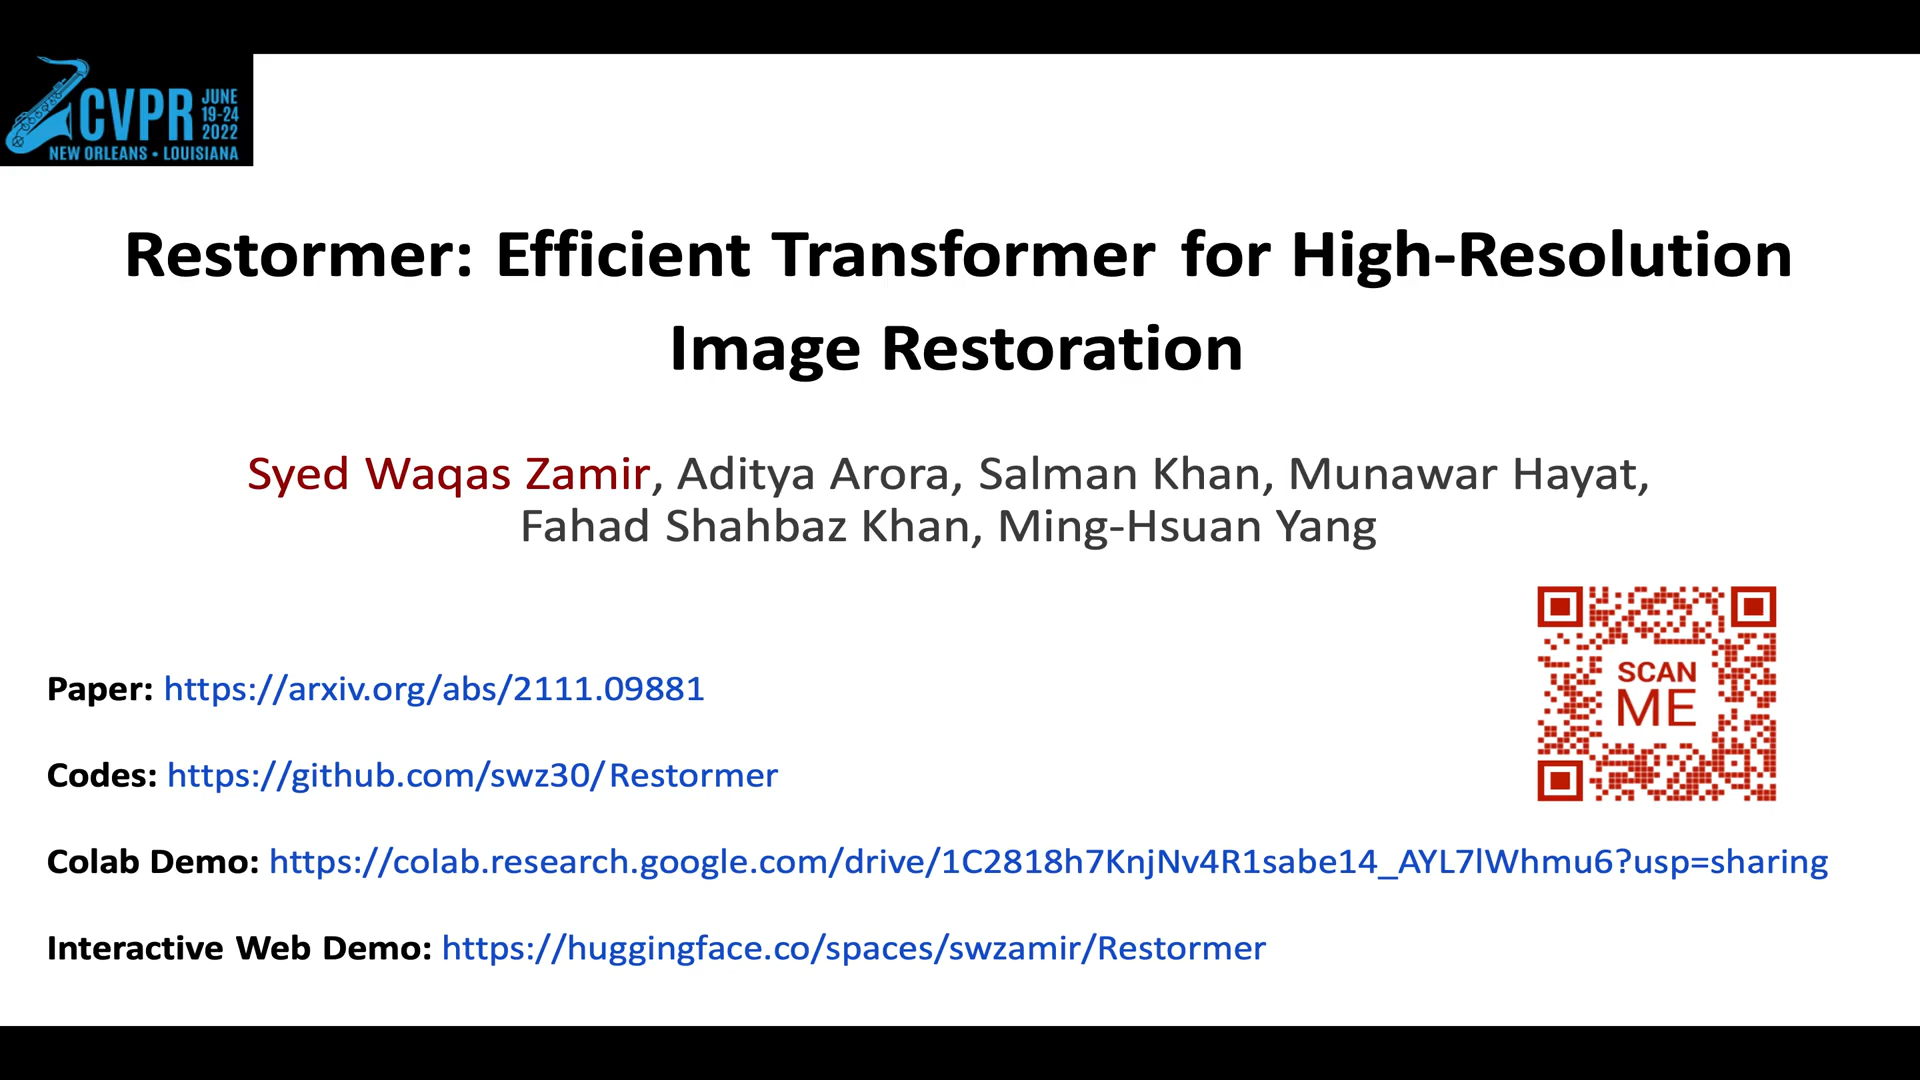 CVPR
JUNE
19-24
2022
NEW ORLEANS • LOUISIANA
Restormer: Efficient Transformer for High-Resolution
Image Restoration
Syed Waqas Zamir, Aditya Arora, Salman Khan, Munawar Hayat,
Fahad Shahbaz Khan, Ming-Hsuan Yang
SCAN
ME
Paper: https://arxiv.org/abs/2111.09881
Codes: https://github.com/swz30/Restormer
Colab Demo: https://colab.research.google.com/drive/1C2818h7KnjNv4R1sabe14_AYL7lWhmu6?usp=sharing
Interactive Web Demo: https://huggingface.co/spaces/swzamir/Restormer